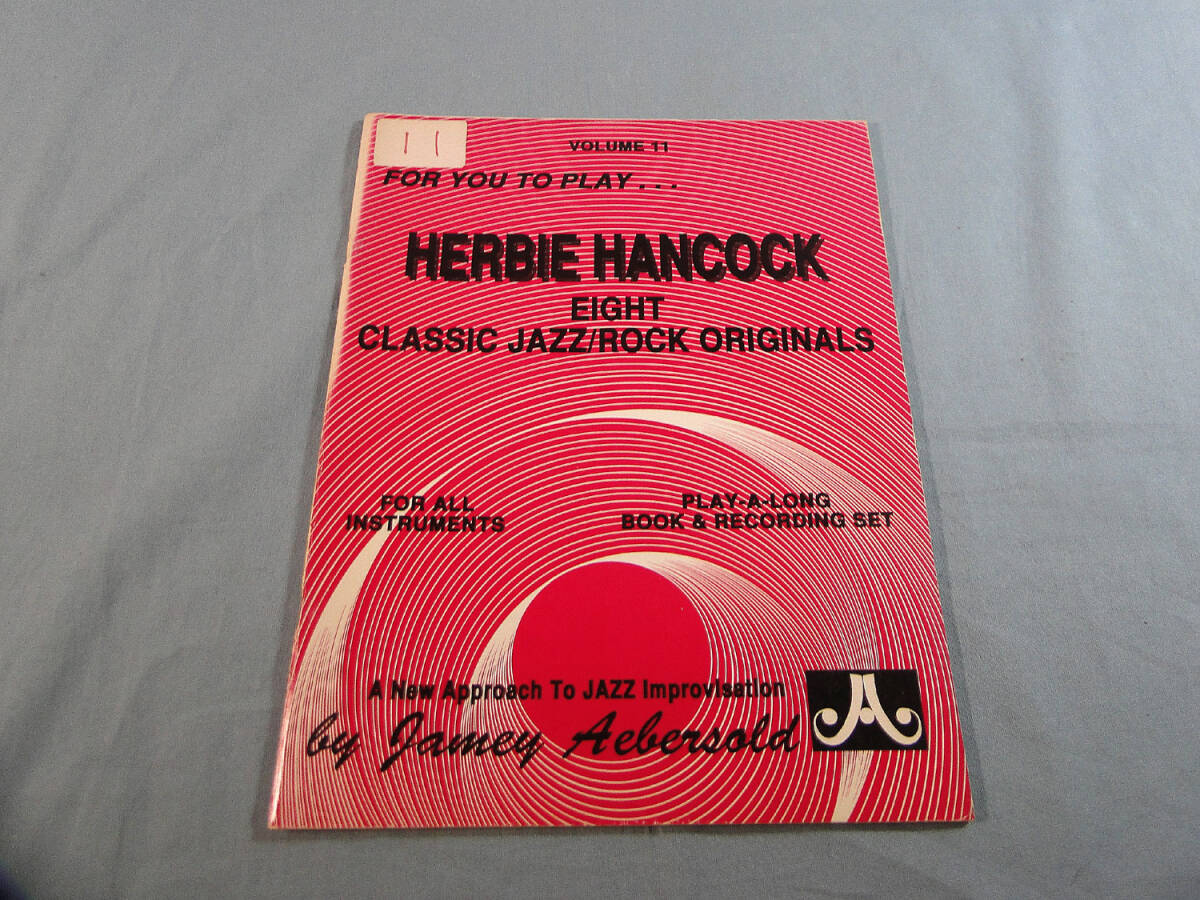 11
VOLUME 11
FOR YOU TO PLAY . . .
HERBIE HANCOCK
EIGHT
CLASSIC JAZZ/ROCK ORIGINALS
FOR ALL
INSTRUMENTS
PLAY-A-LONG
BOOK & RECORDING SET
A New Approach To JAZZ Improvisation
by Jamey Aebersold
JA